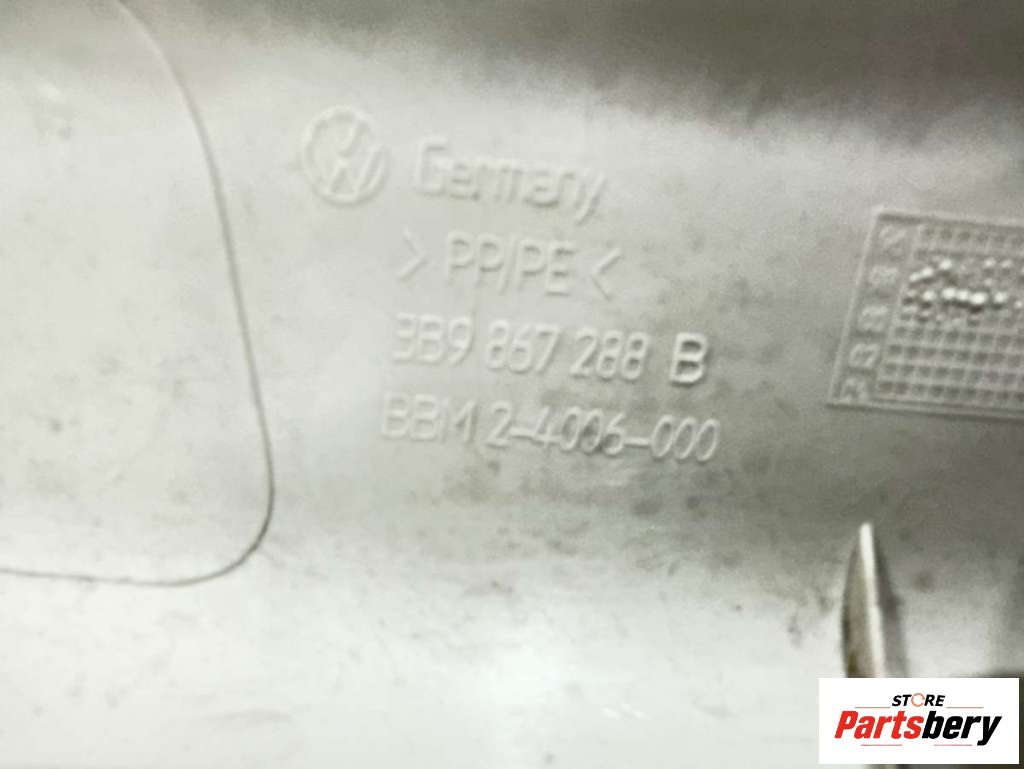 Germany
> PP/PE <
3B9 867 288 B
BBM 2-4006-000
STORE
Partsbery